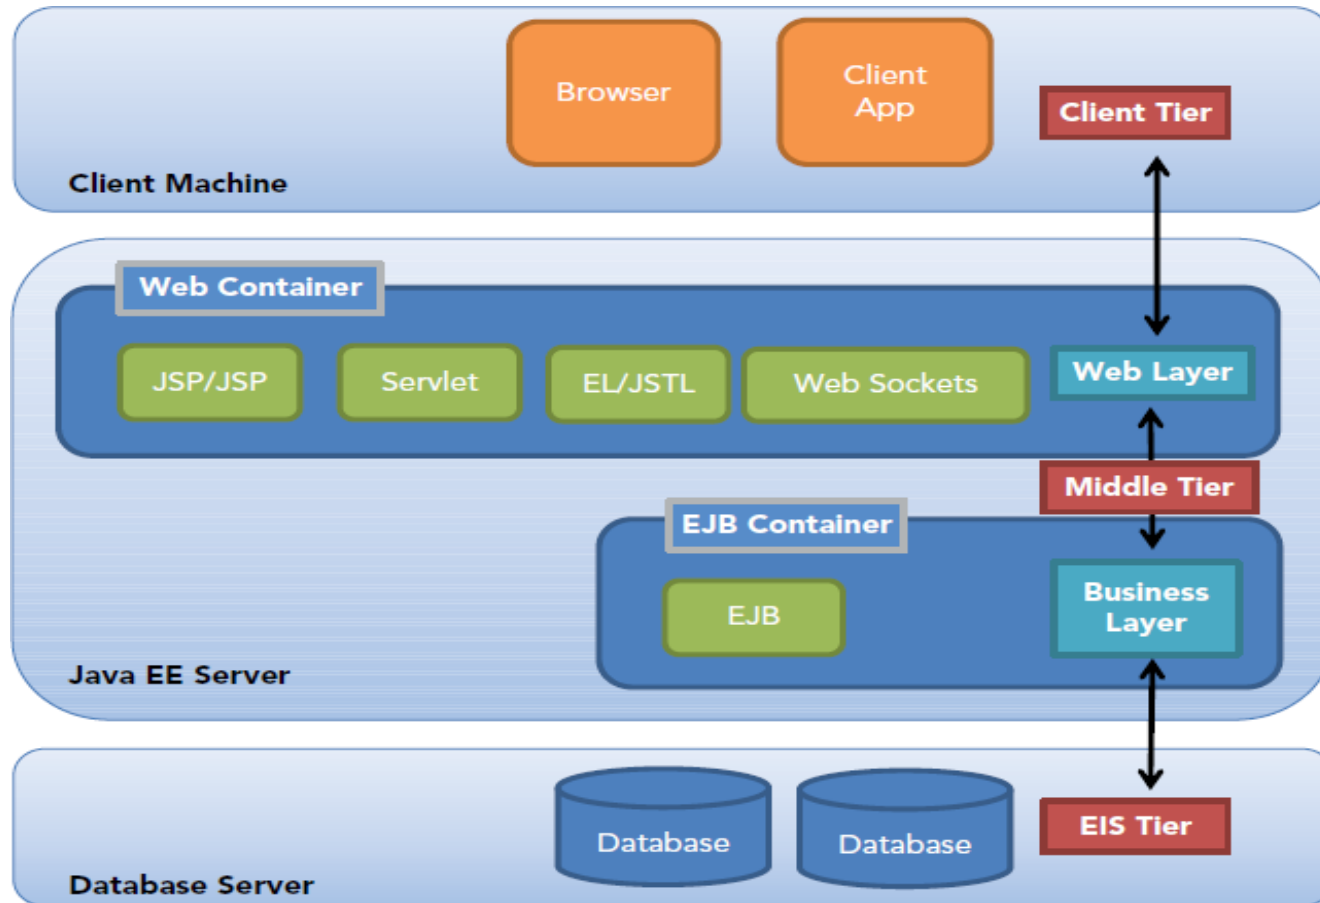 Browser
Client
App
Client Tier
Client Machine
Web Container
JSP/JSP
Servlet
EL/JSTL
Web Sockets
Web Layer
Middle Tier
EJB Container
EJB
Business
Layer
Java EE Server
Database
Database
EIS Tier
Database Server